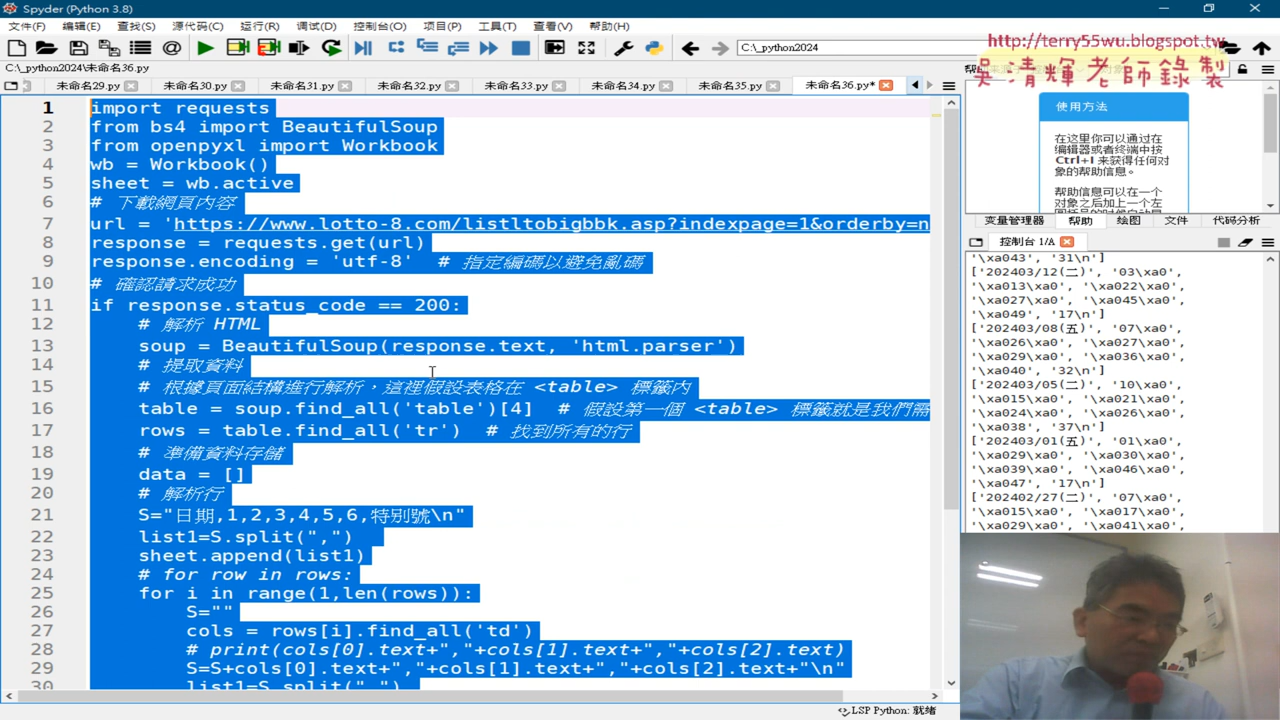 Spyder (Python 3.8)
文件(F) 编辑(E) 查找(S) 源代码(C) 运行(R) 调试(D) 控制台(O) 项目(P) 工具(T) 查看(V) 帮助(H)
C:\_python2024
http://terry55wu.blogspot.tw
吳清輝老師錄製
C:\_python2024\未命名36.py
未命名29.py 未命名30.py 未命名31.py 未命名32.py 未命名33.py 未命名34.py 未命名35.py 未命名36.py*
1 import requests
2 from bs4 import BeautifulSoup
3 from openpyxl import Workbook
4 wb = Workbook()
5 sheet = wb.active
6 # 下載網頁內容
7 url = 'https://www.lotto-8.com/listltobigbbk.asp?indexpage=1&orderby=n
8 response = requests.get(url)
9 response.encoding = 'utf-8' # 指定編碼以避免亂碼
10 # 確認請求成功
11 if response.status_code == 200:
12 # 解析 HTML
13 soup = BeautifulSoup(response.text, 'html.parser')
14 # 提取資料
15 # 根據頁面結構進行解析，這裡假設表格在 <table> 標籤內
16 table = soup.find_all('table')[4] # 假設第一個 <table> 標籤就是我們需
17 rows = table.find_all('tr') # 找到所有的行
18 # 準備資料存儲
19 data = []
20 # 解析行
21 S="日期,1,2,3,4,5,6,特別號\n"
22 list1=S.split(",")
23 sheet.append(list1)
24 # for row in rows:
25 for i in range(1,len(rows)):
26 S=""
27 cols = rows[i].find_all('td')
28 # print(cols[0].text+","+cols[1].text+","+cols[2].text)
29 S=S+cols[0].text+","+cols[1].text+","+cols[2].text+"\n"
30 list1=S.split(",")
使用方法
在这里你可以通过在
编辑器或者终端中按
Ctrl+I 来获得任何对
象的帮助信息。
帮助信息可以在一个
对象之后加上一个左
变量管理器 帮助 绘图 文件 代码分析
控制台 1/A
'\xa043', '31\n']
['202403/12(二)', '03\xa0',
'\xa013\xa0', '\xa022\xa0',
'\xa027\xa0', '\xa045\xa0',
'\xa049', '17\n']
['202403/08(五)', '07\xa0',
'\xa020\xa0', '\xa026\xa0',
'\xa029\xa0', '\xa036\xa0',
'\xa040', '32\n']
['202403/05(二)', '10\xa0',
'\xa015\xa0', '\xa021\xa0',
'\xa024\xa0', '\xa026\xa0',
'\xa038', '37\n']
['202403/01(五)', '01\xa0',
'\xa029\xa0', '\xa030\xa0',
'\xa039\xa0', '\xa046\xa0',
'\xa047', '17\n']
['202402/27(二)', '07\xa0',
'\xa015\xa0', '\xa017\xa0',
'\xa029\xa0', '\xa041\xa0',
LSP Python: 就绪